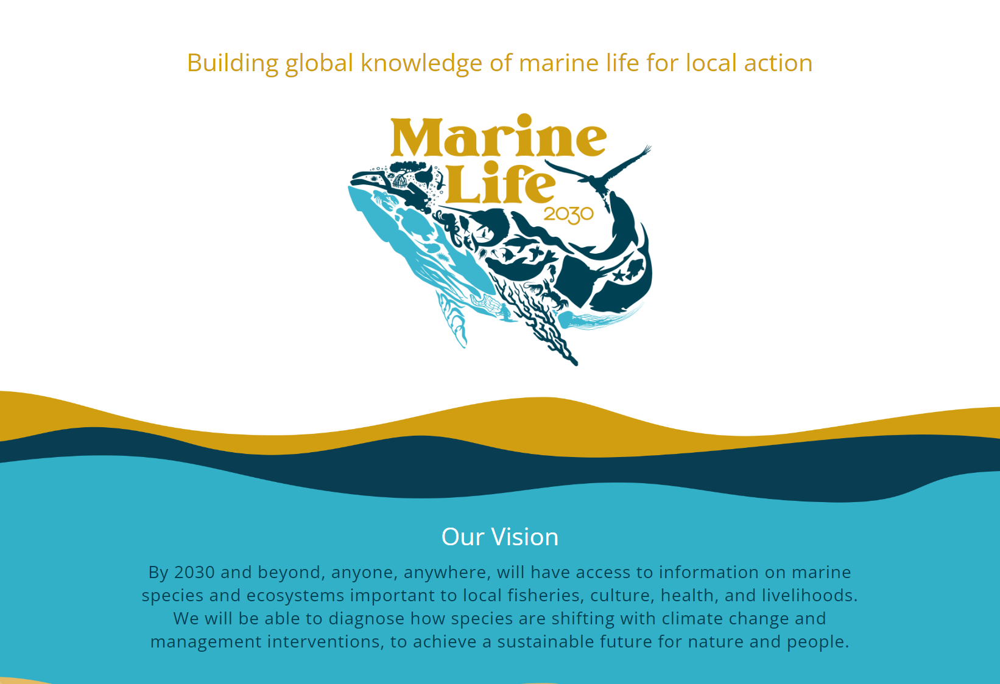 Building global knowledge of marine life for local action
Marine
Life
2030
Our Vision
By 2030 and beyond, anyone, anywhere, will have access to information on marine
species and ecosystems important to local fisheries, culture, health, and livelihoods.
We will be able to diagnose how species are shifting with climate change and
management interventions, to achieve a sustainable future for nature and people.